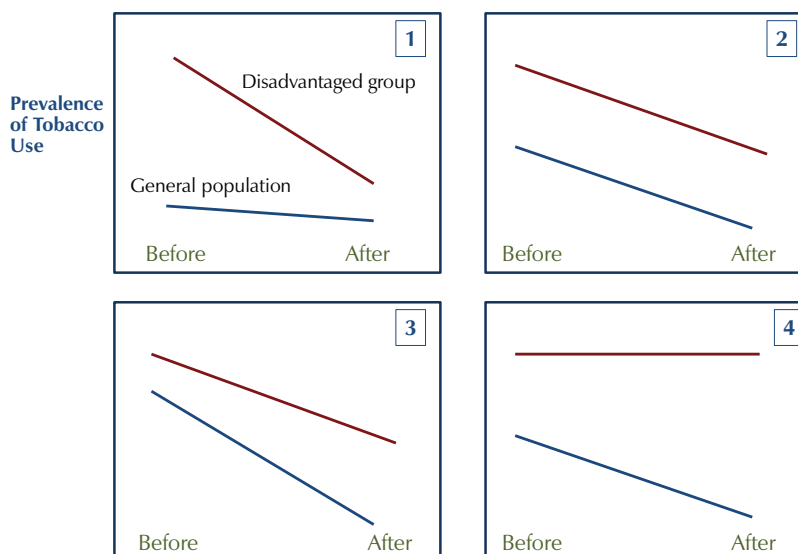 1
2
Disadvantaged group
Prevalence
of Tobacco
Use
General population
Before After
Before After
3
4
Before After
Before After